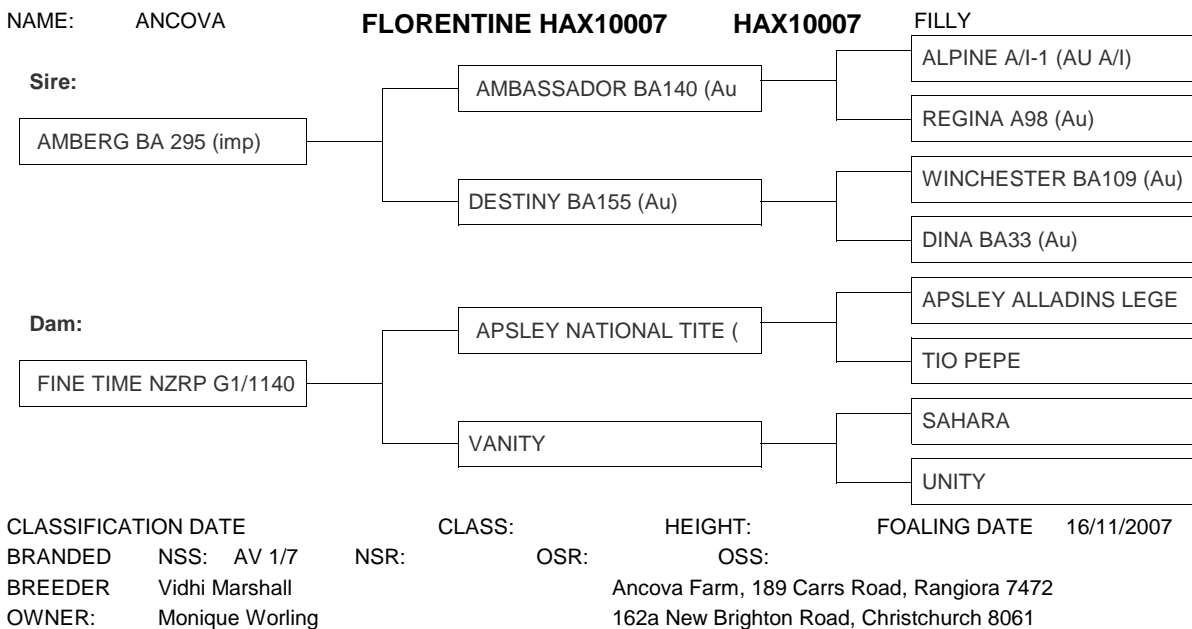 NAME: ANCOVA FLORENTINE HAX10007 HAX10007 FILLY
ALPINE A/I-1 (AU A/I)
Sire:
AMBASSADOR BA140 (Au
REGINA A98 (Au)
AMBERG BA 295 (imp)
WINCHESTER BA109 (Au)
DESTINY BA155 (Au)
DINA BA33 (Au)
APSLEY ALLADINS LEGE
Dam:
APSLEY NATIONAL TITE (
TIO PEPE
FINE TIME NZRP G1/1140
SAHARA
VANITY
UNITY
CLASSIFICATION DATE CLASS: HEIGHT: FOALING DATE 16/11/2007
BRANDED NSS: AV 1/7 NSR: OSR: OSS:
BREEDER Vidhi Marshall Ancova Farm, 189 Carrs Road, Rangiora 7472
OWNER: Monique Worling 162a New Brighton Road, Christchurch 8061